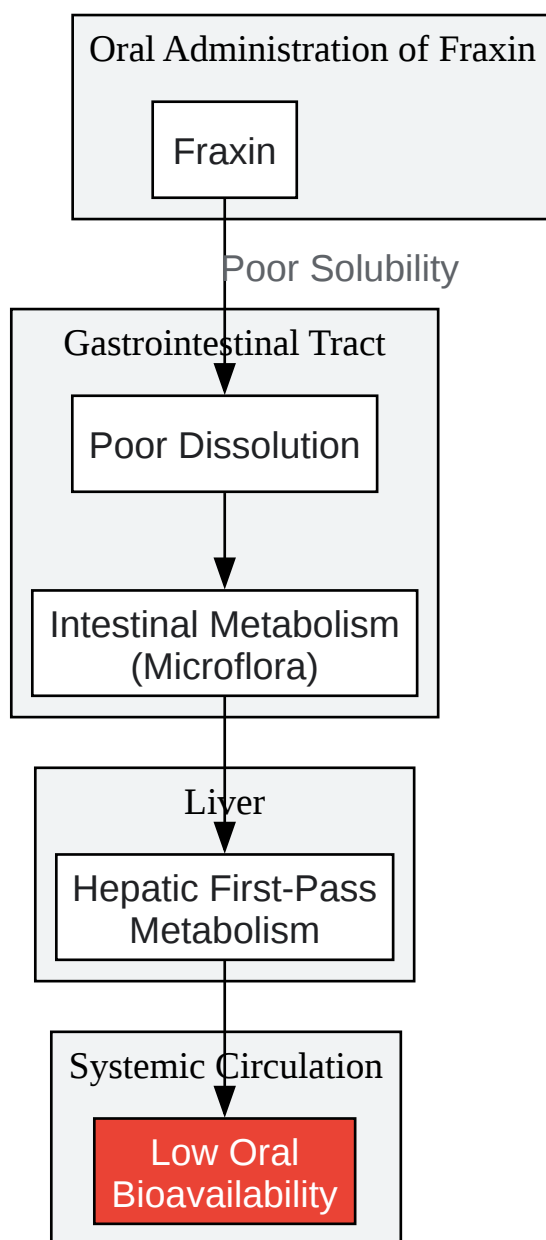 Oral Administration of Fraxin
Fraxin
Poor Solubility
Gastrointestinal Tract
Poor Dissolution
Intestinal Metabolism
(Microflora)
Liver
Hepatic First-Pass
Metabolism
Systemic Circulation
Low Oral
Bioavailability